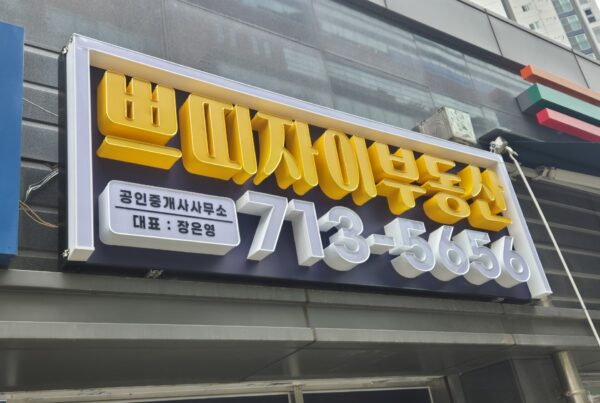 쁘띠자이부동산
공인중개사사무소
대표 : 장은영
713-5656